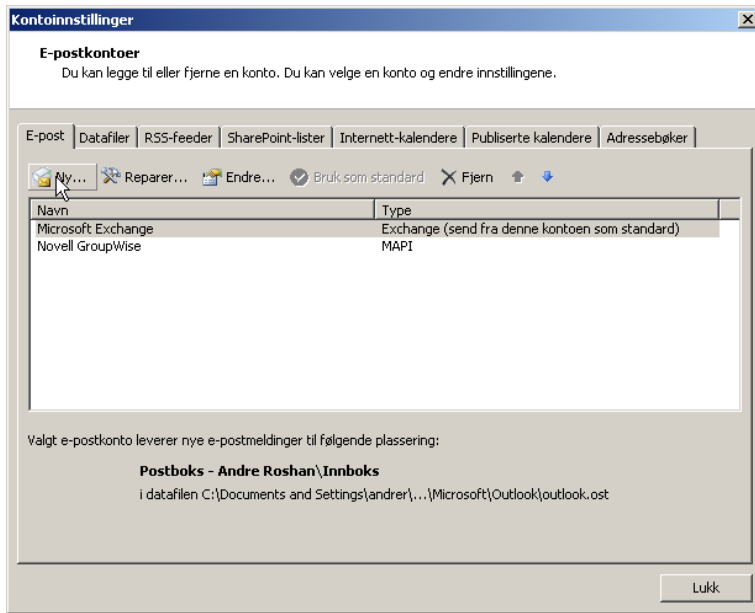 Kontoinnstillinger
E-postkontoer
Du kan legge til eller fjerne en konto. Du kan velge en konto og endre innstillingene.
E-post Datafiler RSS-feeder SharePoint-lister Internett-kalendere Publiserte kalendere Adressebøker
Ny... Reparer... Endre... Bruk som standard Fjern
Navn Type
Microsoft Exchange Exchange (send fra denne kontoen som standard)
Novell GroupWise MAPI
Valgt e-postkonto leverer nye e-postmeldinger til følgende plassering:
Postboks - Andre Roshan\Innboks
i datafilen C:\Documents and Settings\andrer\...\Microsoft\Outlook\outlook.ost
Lukk